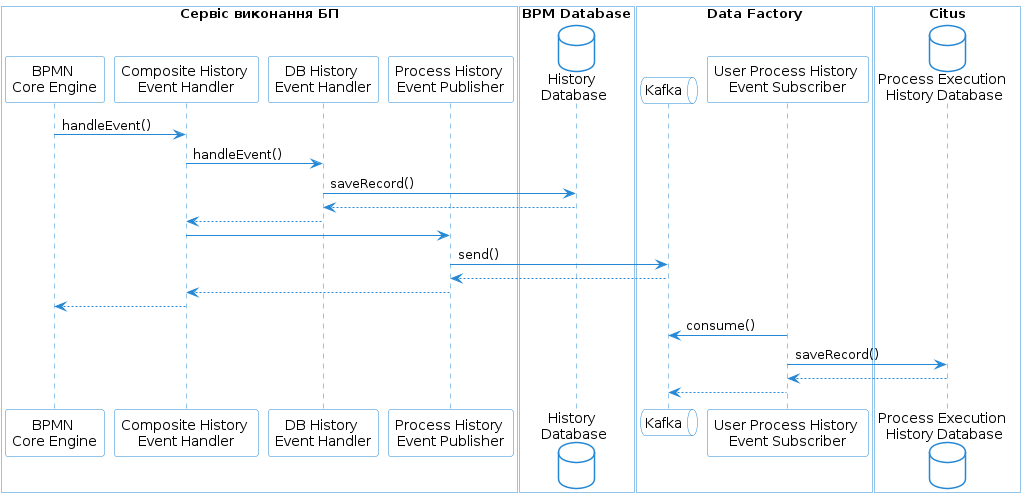 Сервіс виконання БП
BPM Database
Data Factory
Citus
BPMN
Core Engine
Composite History
Event Handler
DB History
Event Handler
Process History
Event Publisher
History
Database
Kafka
User Process History
Event Subscriber
Process Execution
History Database
handleEvent()
handleEvent()
saveRecord()
send()
consume()
saveRecord()
BPMN
Core Engine
Composite History
Event Handler
DB History
Event Handler
Process History
Event Publisher
History
Database
Kafka
User Process History
Event Subscriber
Process Execution
History Database